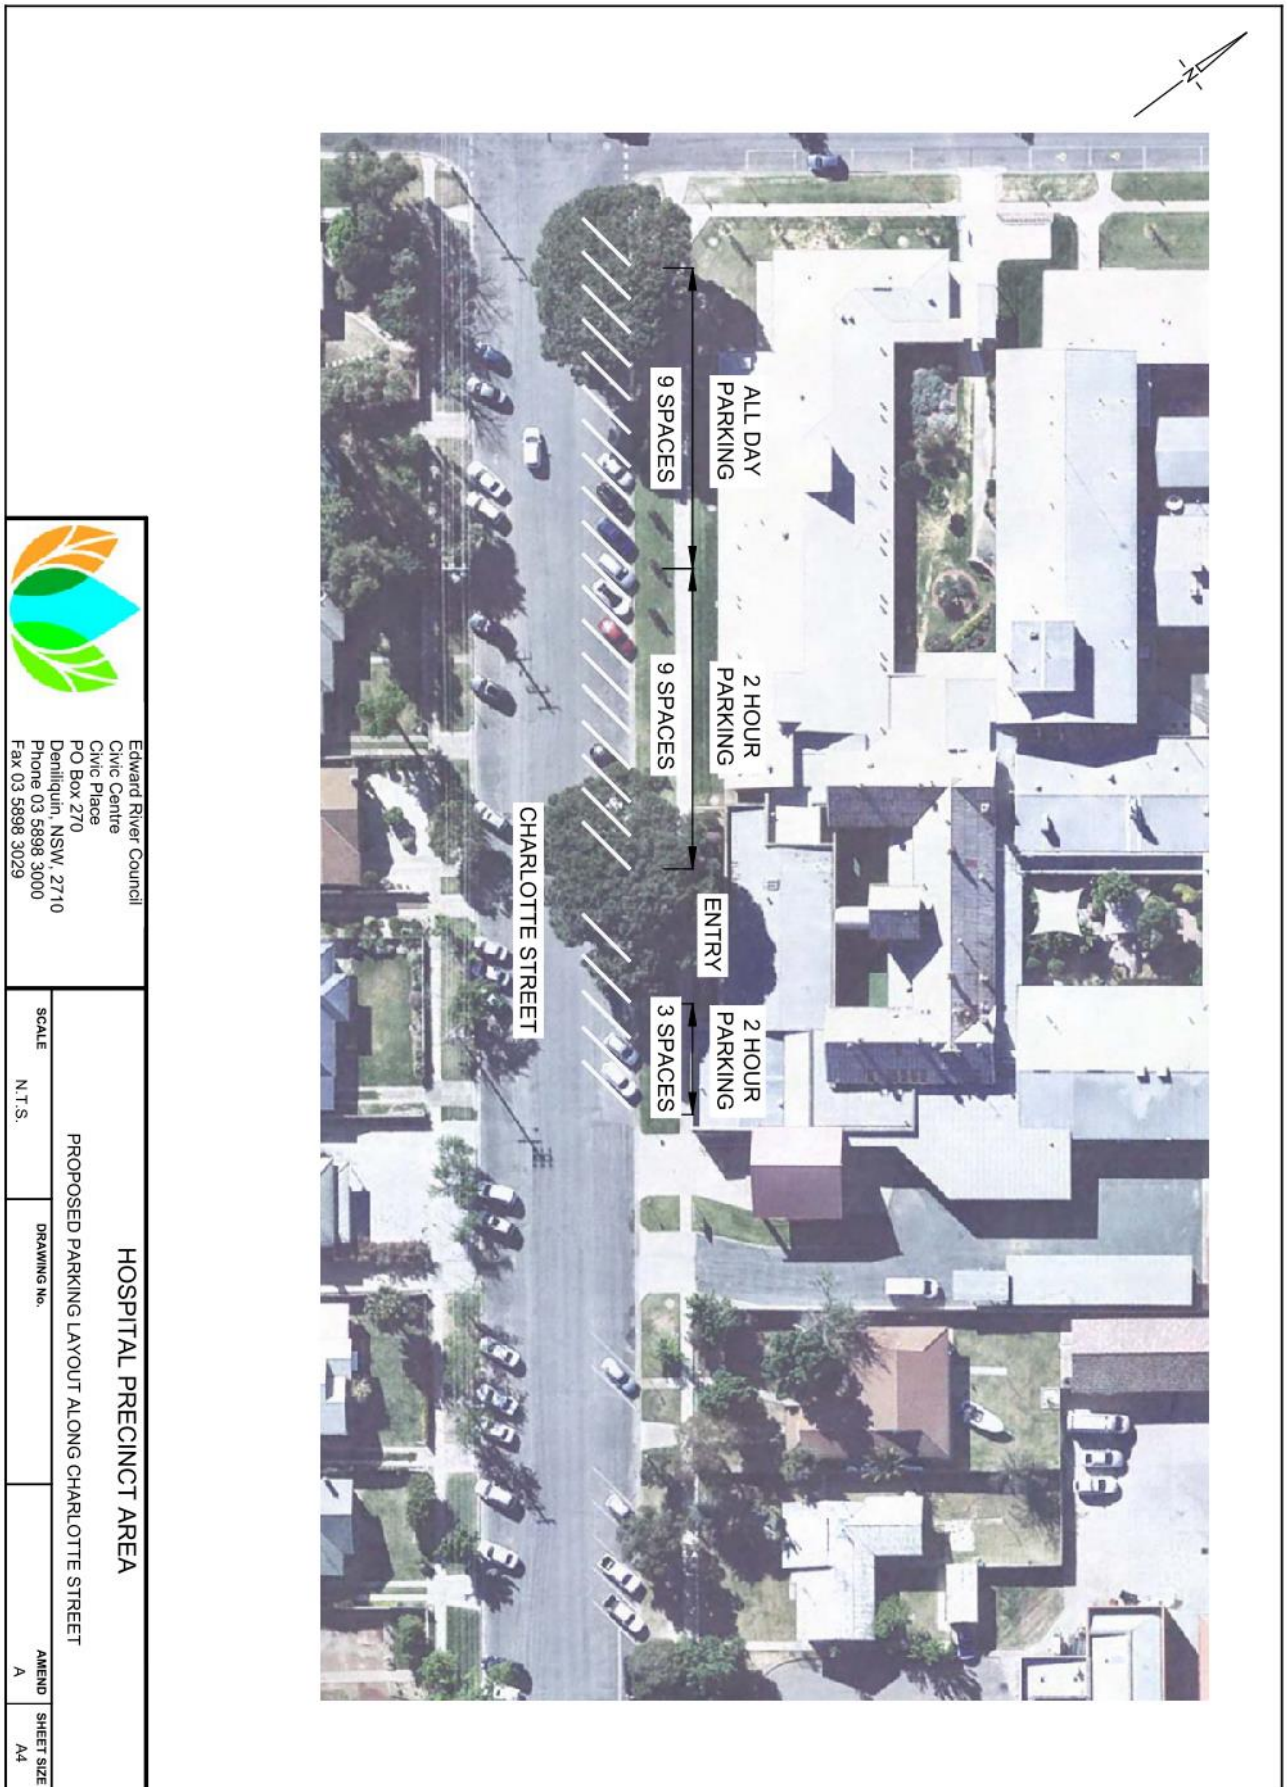 N
ALL DAY
PARKING
9 SPACES
2 HOUR
PARKING
9 SPACES
ENTRY
2 HOUR
PARKING
3 SPACES
CHARLOTTE STREET
Edward River Council
Civic Centre
Civic Place
PO Box 270
Deniliquin, NSW, 2710
Phone 03 5898 3000
Fax 03 5898 3029
HOSPITAL PRECINCT AREA
PROPOSED PARKING LAYOUT ALONG CHARLOTTE STREET
SCALE
N.T.S.
DRAWING No.
AMEND
A
SHEET SIZE
A4